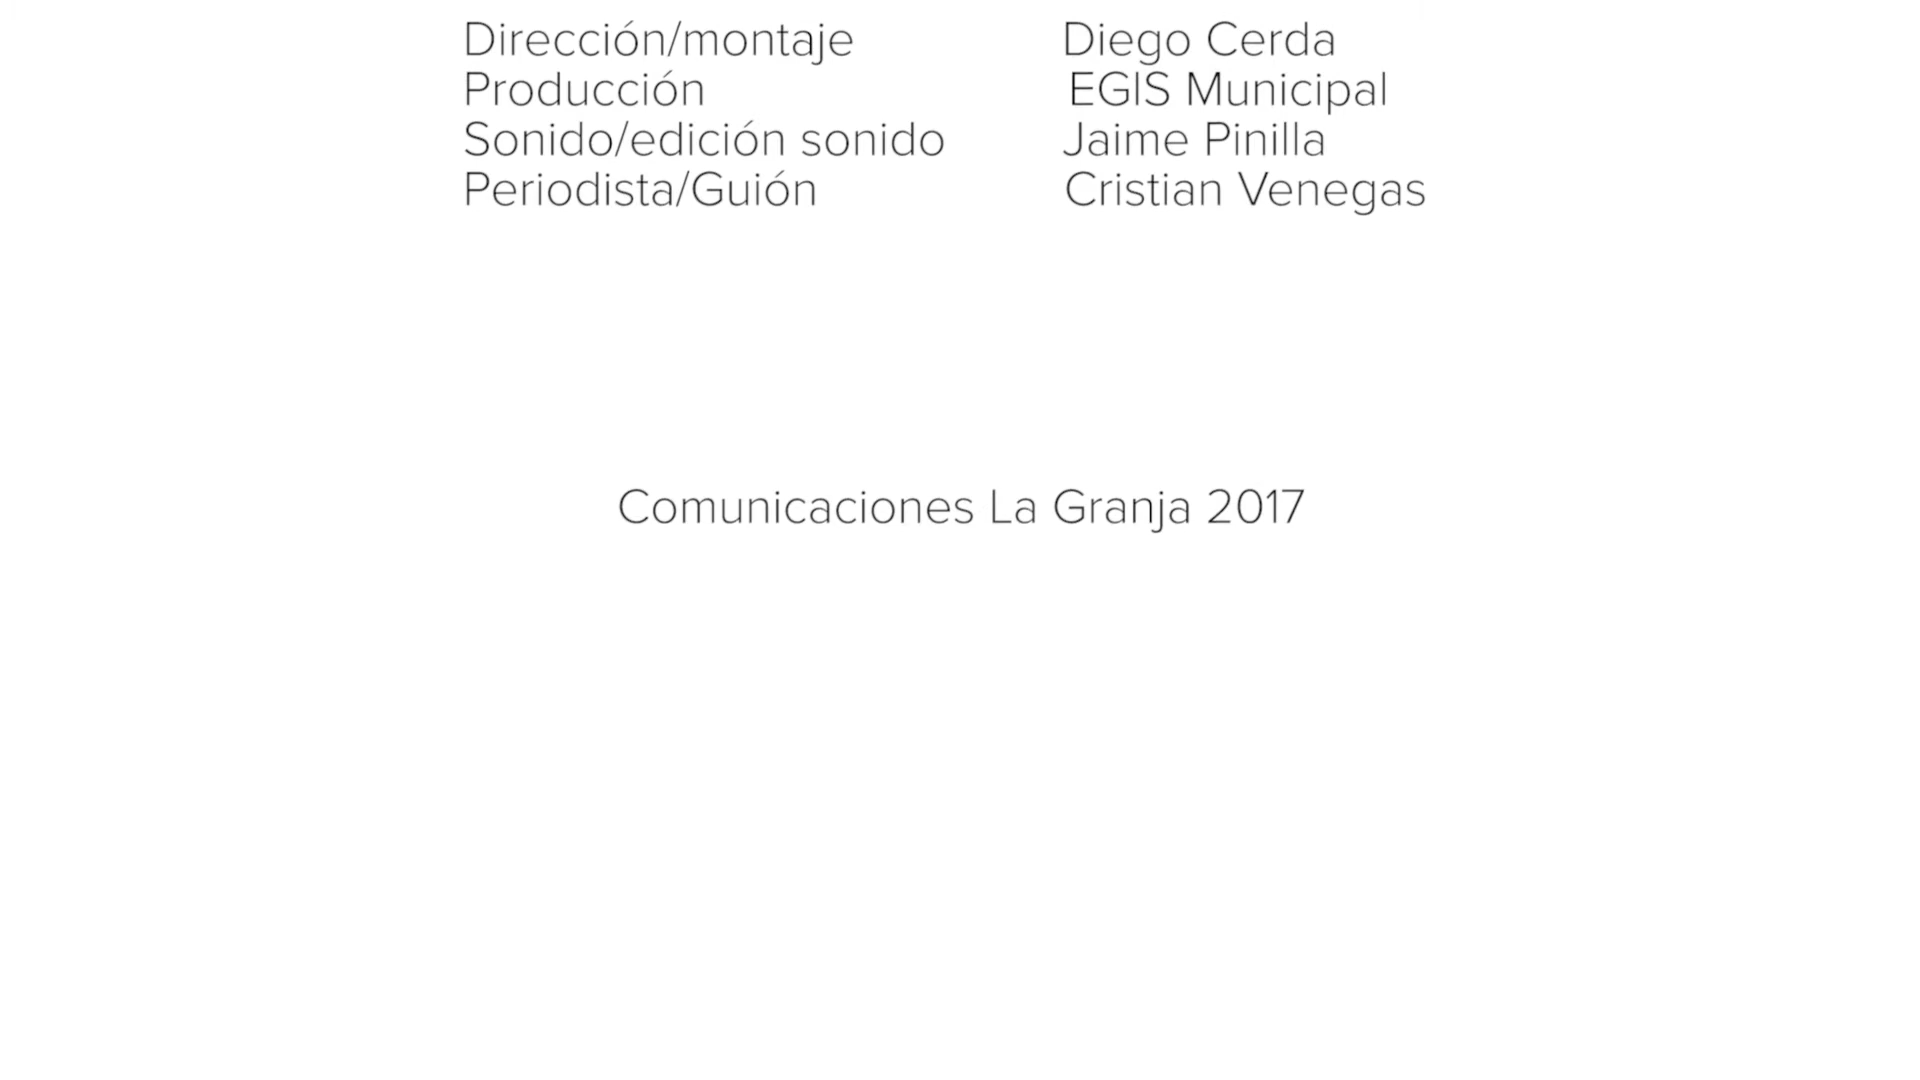 Dirección/montaje Diego Cerda
Producción EGIS Municipal
Sonido/edición sonido Jaime Pinilla
Periodista/Guión Cristian Venegas
Comunicaciones La Granja 2017